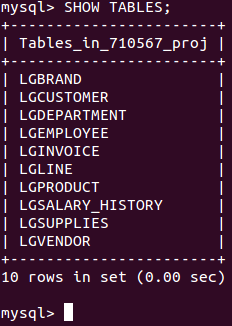 mysql> SHOW TABLES;
+----------------------+
| Tables_in_710567_proj |
+----------------------+
| LGBRAND
| LGCUSTOMER
| LGDEPARTMENT
| LGEMPLOYEE
| LGINVOICE
| LGLINE
| LGPRODUCT
| LGSALARY_HISTORY
| LGSUPPLIES
| LGVENDOR
+----------------------+
10 rows in set (0.00 sec)
mysql>